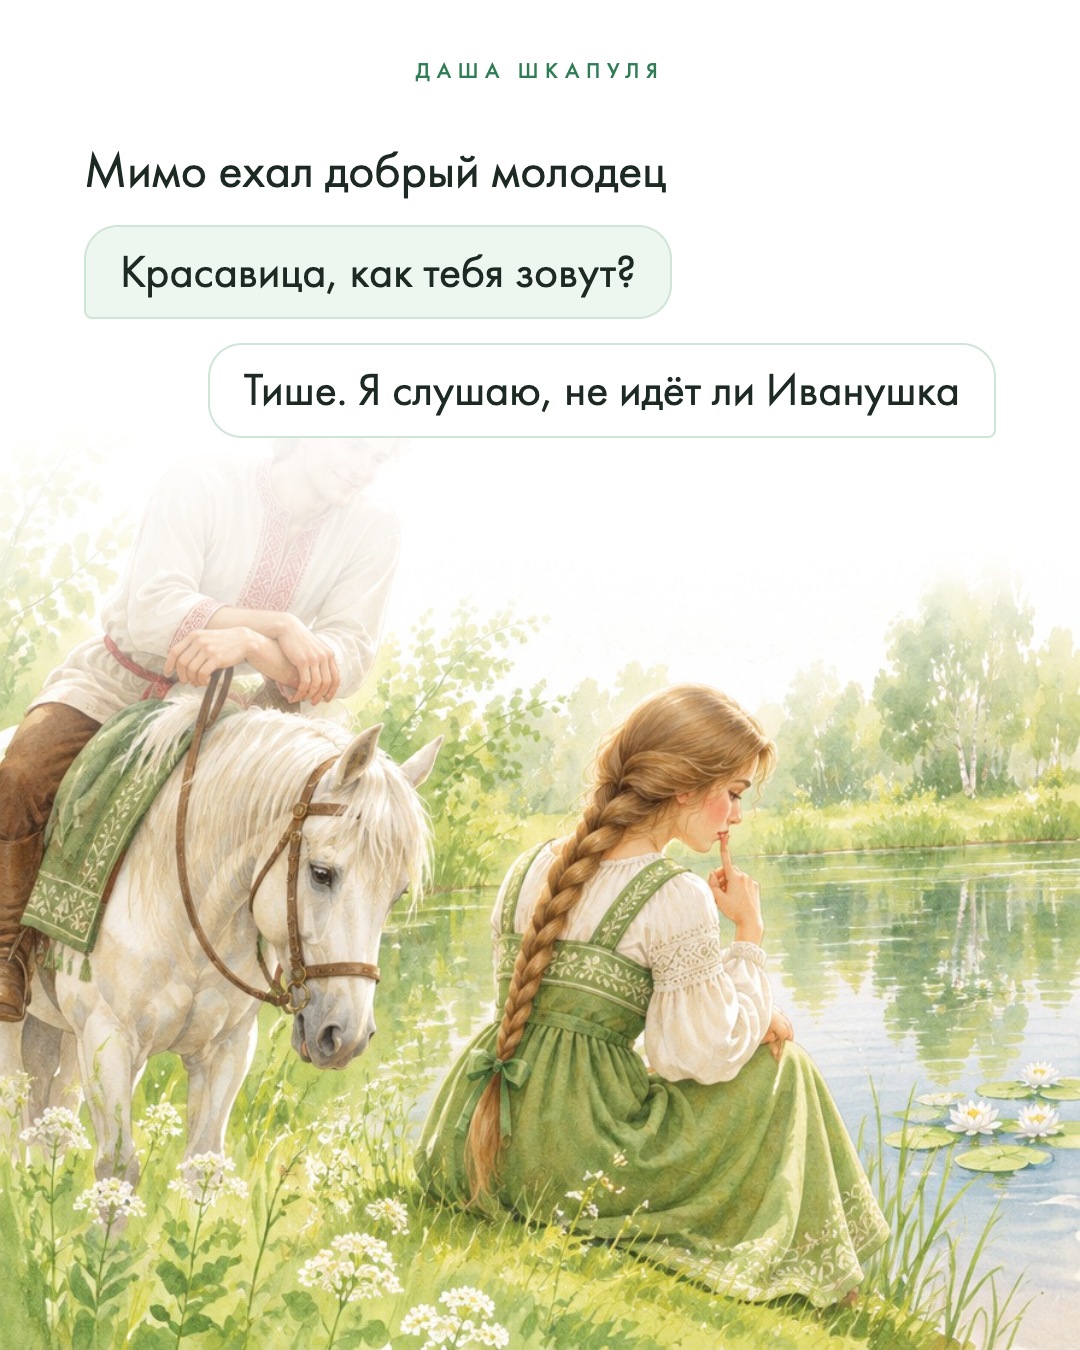 ДАША ШКАПУЛЯ
Мимо ехал добрый молодец
Красавица, как тебя зовут?
Тише. Я слушаю, не идёт ли Иванушка